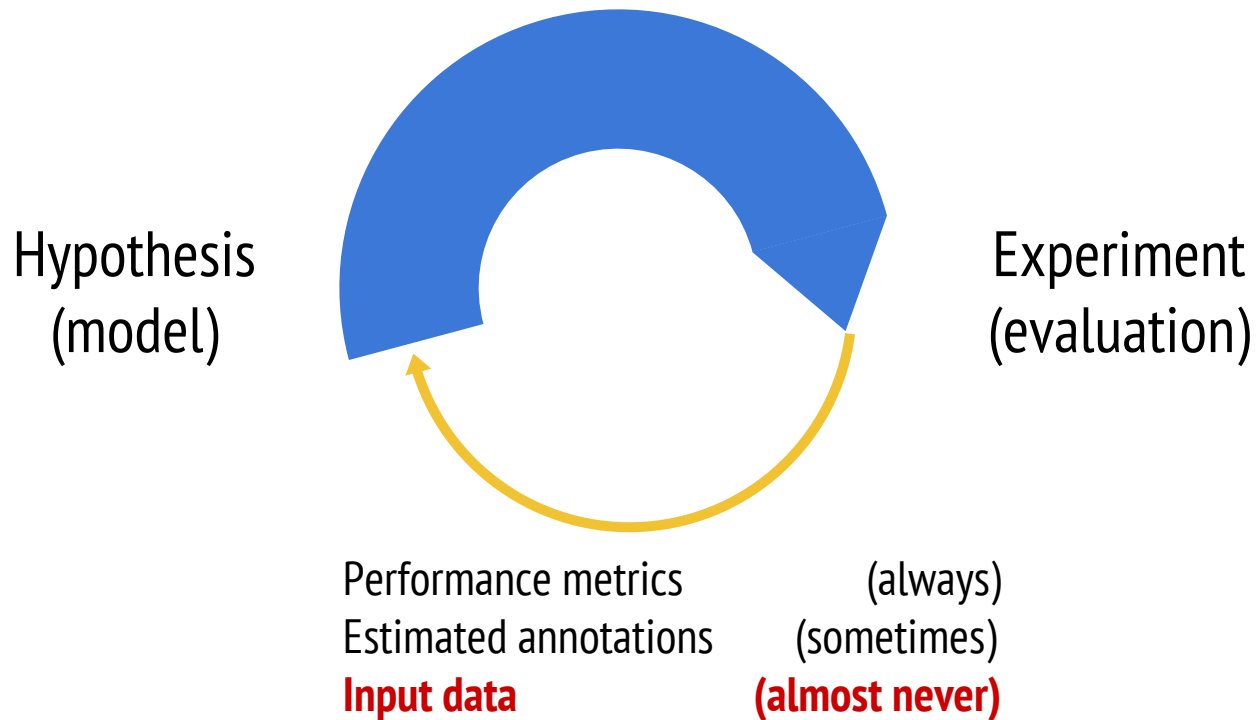 Hypothesis
(model)
Experiment
(evaluation)
Performance metrics (always)
Estimated annotations (sometimes)
Input data (almost never)